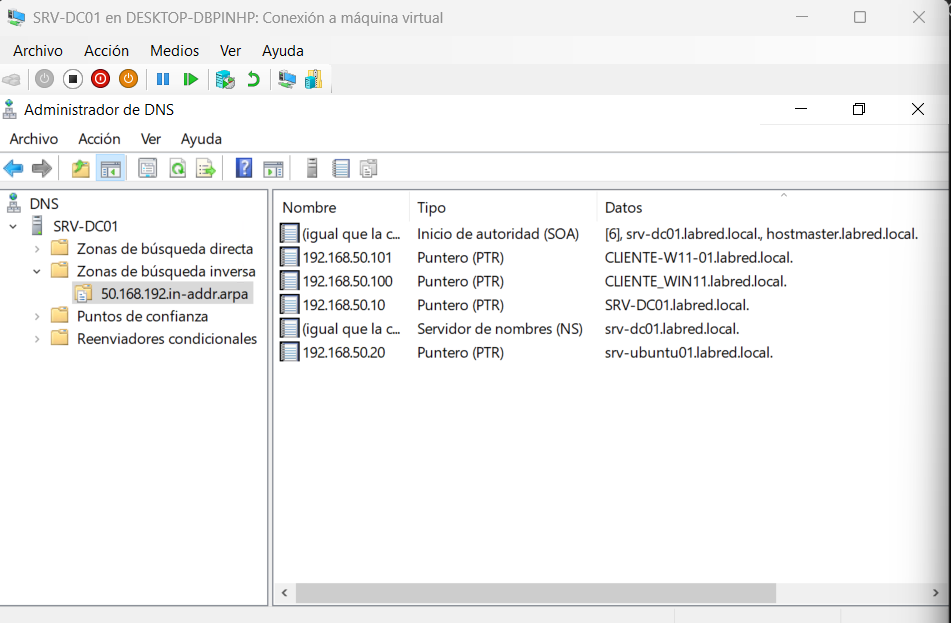 SRV-DC01 en DESKTOP-DBPINHP: Conexión a máquina virtual
Archivo Acción Medios Ver Ayuda
Administrador de DNS
Archivo Acción Ver Ayuda
DNS
SRV-DC01
Zonas de búsqueda directa
Zonas de búsqueda inversa
50.168.192.in-addr.arpa
Puntos de confianza
Reenviadores condicionales
Nombre Tipo Datos
(igual que la c... Inicio de autoridad (SOA) [6], srv-dc01.labred.local., hostmaster.labred.local.
192.168.50.101 Puntero (PTR) CLIENTE-W11-01.labred.local.
192.168.50.100 Puntero (PTR) CLIENTE_WIN11.labred.local.
192.168.50.10 Puntero (PTR) SRV-DC01.labred.local.
(igual que la c... Servidor de nombres (NS) srv-dc01.labred.local.
192.168.50.20 Puntero (PTR) srv-ubuntu01.labred.local.